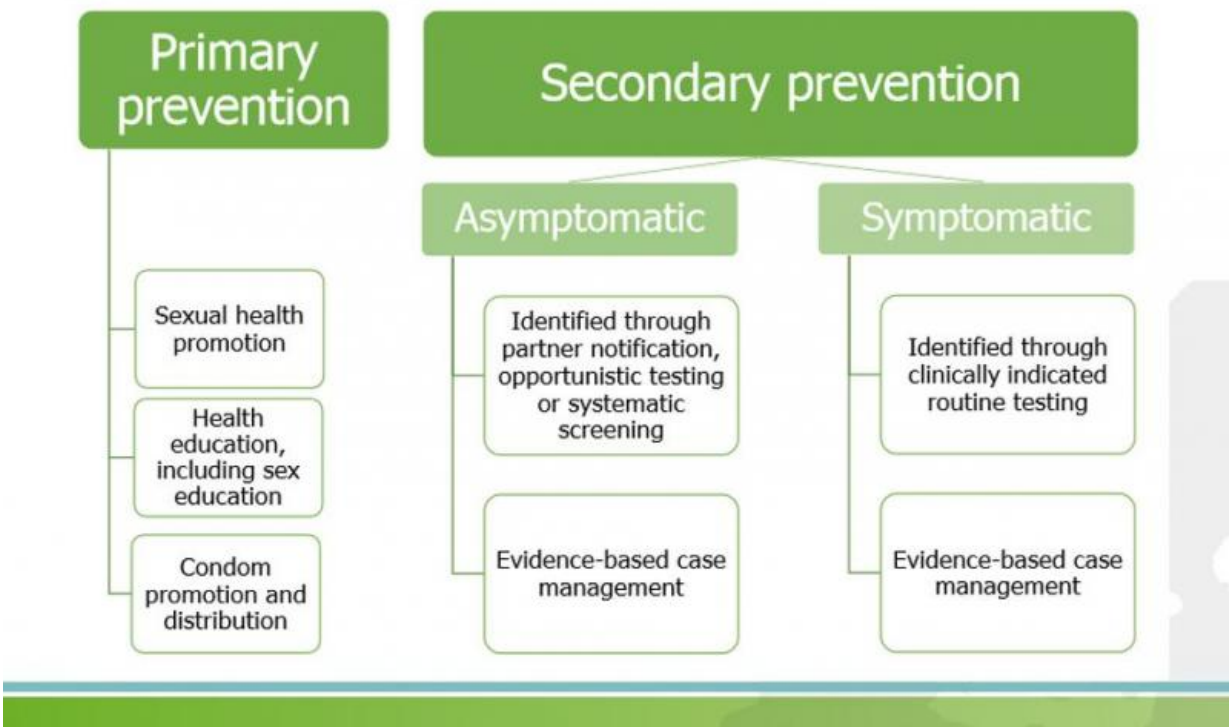 Primary
prevention
Sexual health
promotion
Health
education,
including sex
education
Condom
promotion and
distribution
Secondary prevention
Asymptomatic
Identified through
partner notification,
opportunistic testing
or systematic
screening
Evidence-based case
management
Symptomatic
Identified through
clinically indicated
routine testing
Evidence-based case
management